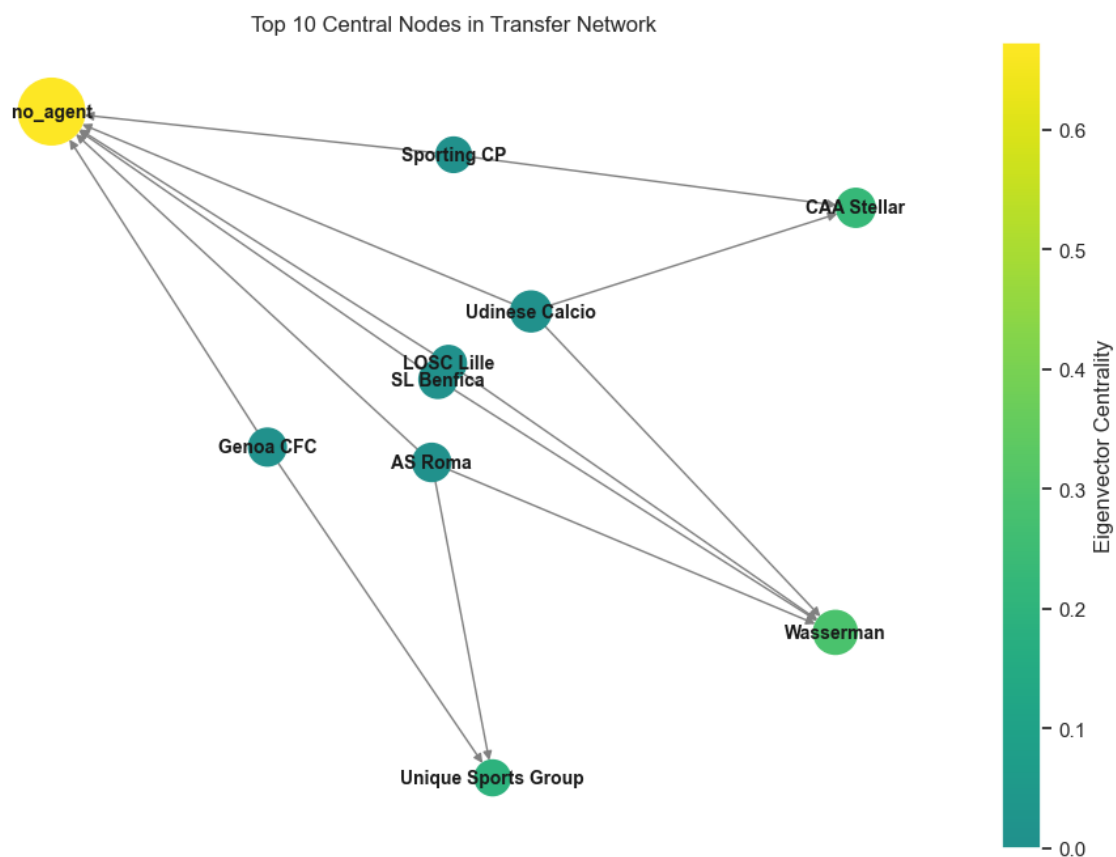 Top 10 Central Nodes in Transfer Network
no_agent
Sporting CP
CAA Stellar
Udinese Calcio
LOSC Lille
SL Benfica
Genoa CFC
AS Roma
Wasserman
Unique Sports Group
0.6
0.5
0.4
0.3
0.2
0.1
0.0
Eigenvector Centrality